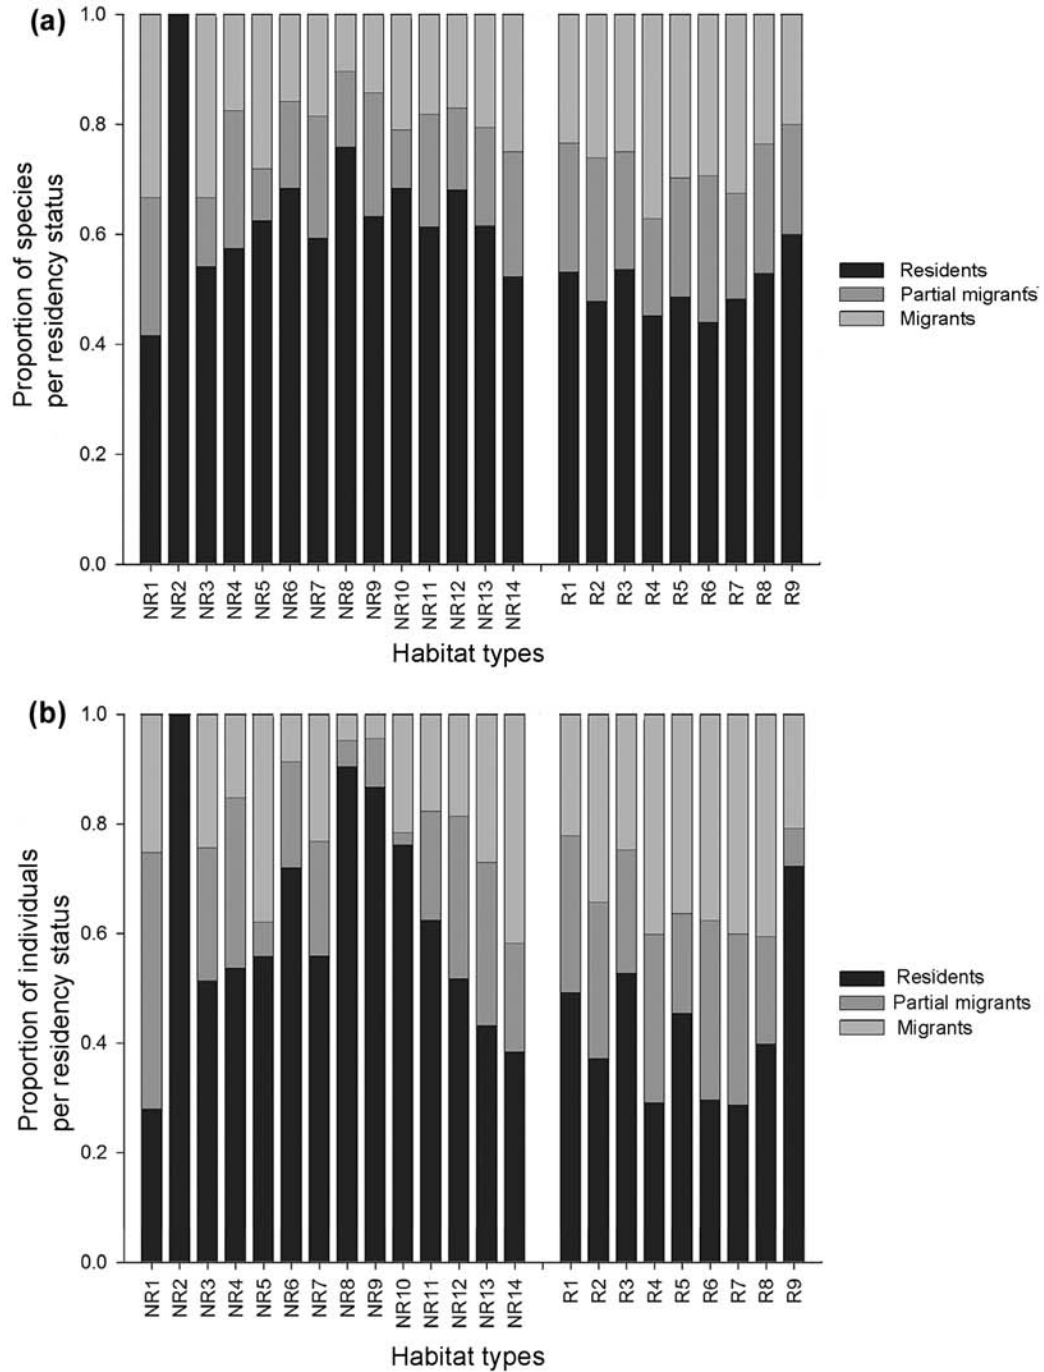 (a)
1.0
0.8
0.6
0.4
0.2
0.0
Proportion of species
per residency status
NR1 NR2 NR3 NR4 NR5 NR6 NR7 NR8 NR9 NR10 NR11 NR12 NR13 NR14 R1 R2 R3 R4 R5 R6 R7 R8 R9
Habitat types
Residents
Partial migrants
Migrants
(b)
1.0
0.8
0.6
0.4
0.2
0.0
Proportion of individuals
per residency status
NR1 NR2 NR3 NR4 NR5 NR6 NR7 NR8 NR9 NR10 NR11 NR12 NR13 NR14 R1 R2 R3 R4 R5 R6 R7 R8 R9
Habitat types
Residents
Partial migrants
Migrants